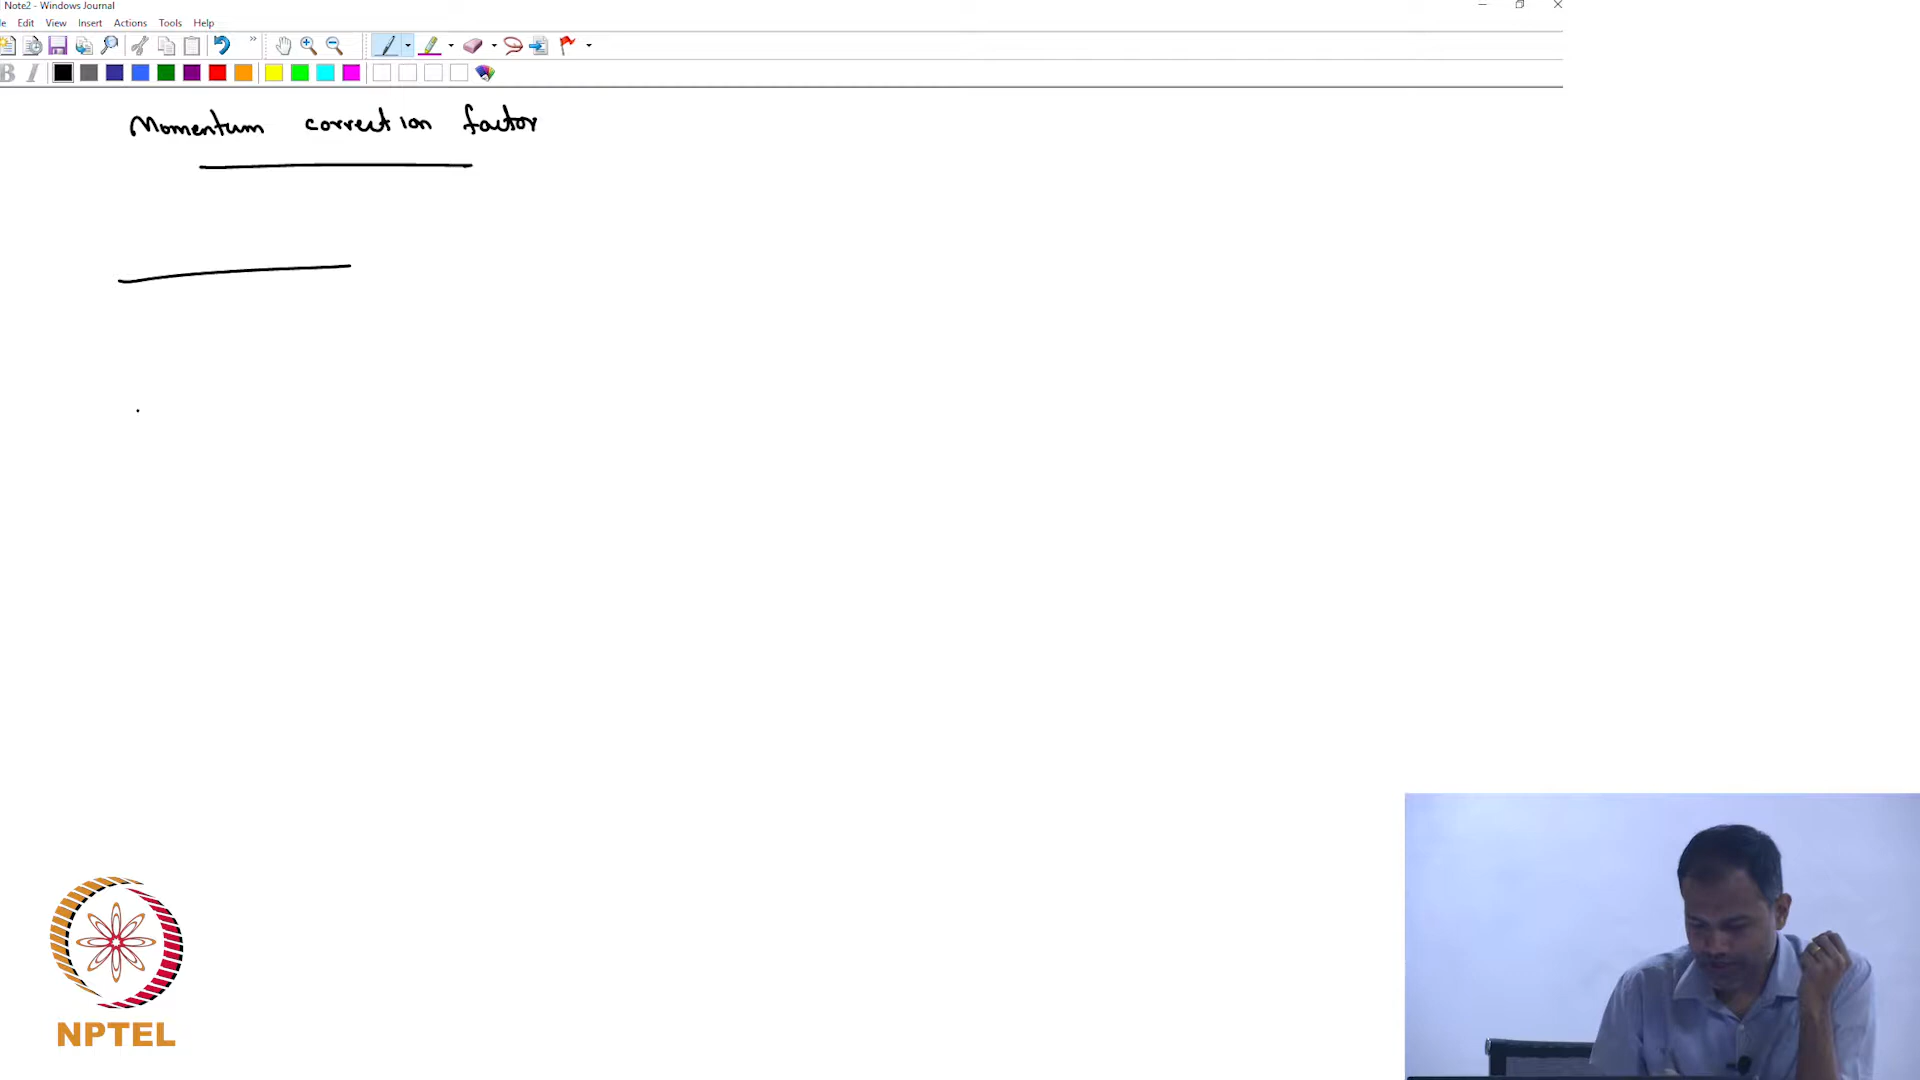 Note2 - Windows Journal
Edit View Insert Actions Tools Help
B I
Momentum correction factor
NPTEL